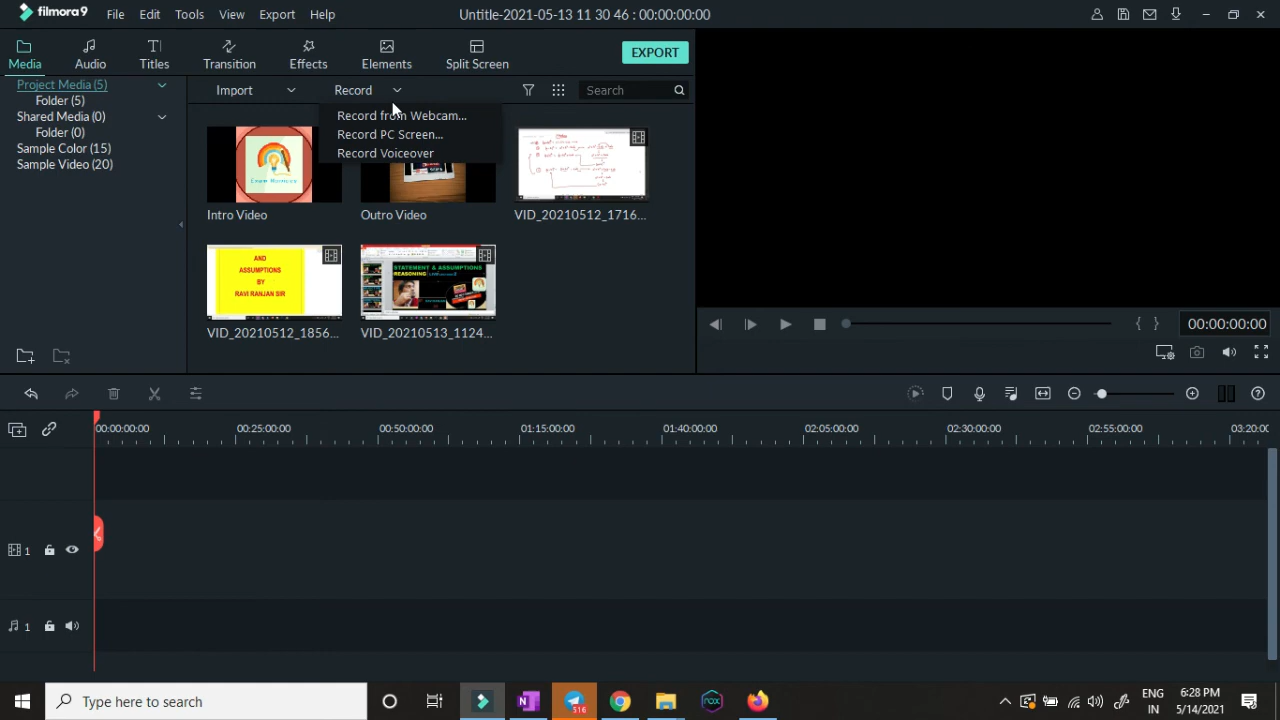 filmora9 File Edit Tools View Export Help Untitle-2021-05-13 11 30 46 : 00:00:00:00
Media Audio Titles Transition Effects Elements Split Screen EXPORT
Project Media (5)
Folder (5)
Shared Media (0)
Folder (0)
Sample Color (15)
Sample Video (20)
Import Record Search
Record from Webcam...
Record PC Screen...
Record Voiceover
Intro Video Outro Video VID_20210512_1716...
AND
ASSUMPTIONS
BY
RAVI RANJAN SIR
STATEMENT & ASSUMPTIONS
REASONING
VID_20210512_1856... VID_20210513_1124...
00:00:00:00
00:00:00:00 00:25:00:00 00:50:00:00 01:15:00:00 01:40:00:00 02:05:00:00 02:30:00:00 02:55:00:00 03:20:00
1
1
Type here to search
N
516
nox
ENG
IN
6:28 PM
5/14/2021